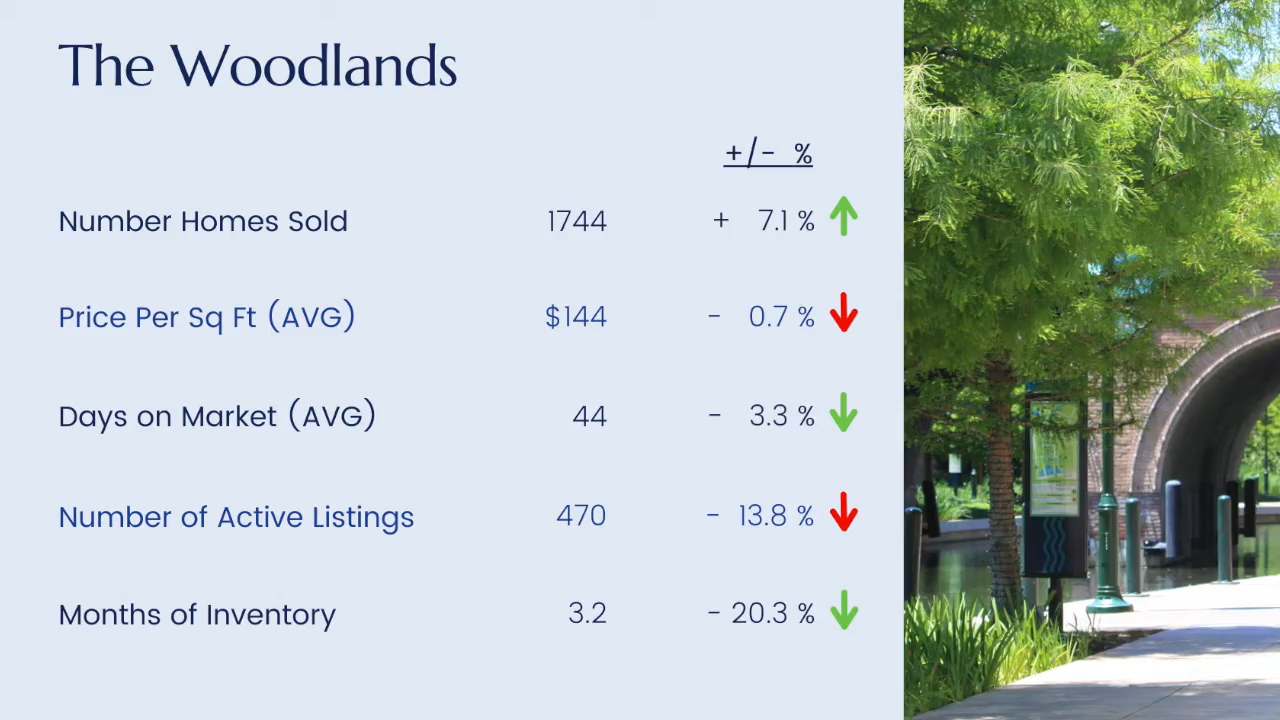 The Woodlands
+/- %
Number Homes Sold 1744 + 7.1 %
Price Per Sq Ft (AVG) $144 - 0.7 %
Days on Market (AVG) 44 - 3.3 %
Number of Active Listings 470 - 13.8 %
Months of Inventory 3.2 - 20.3 %